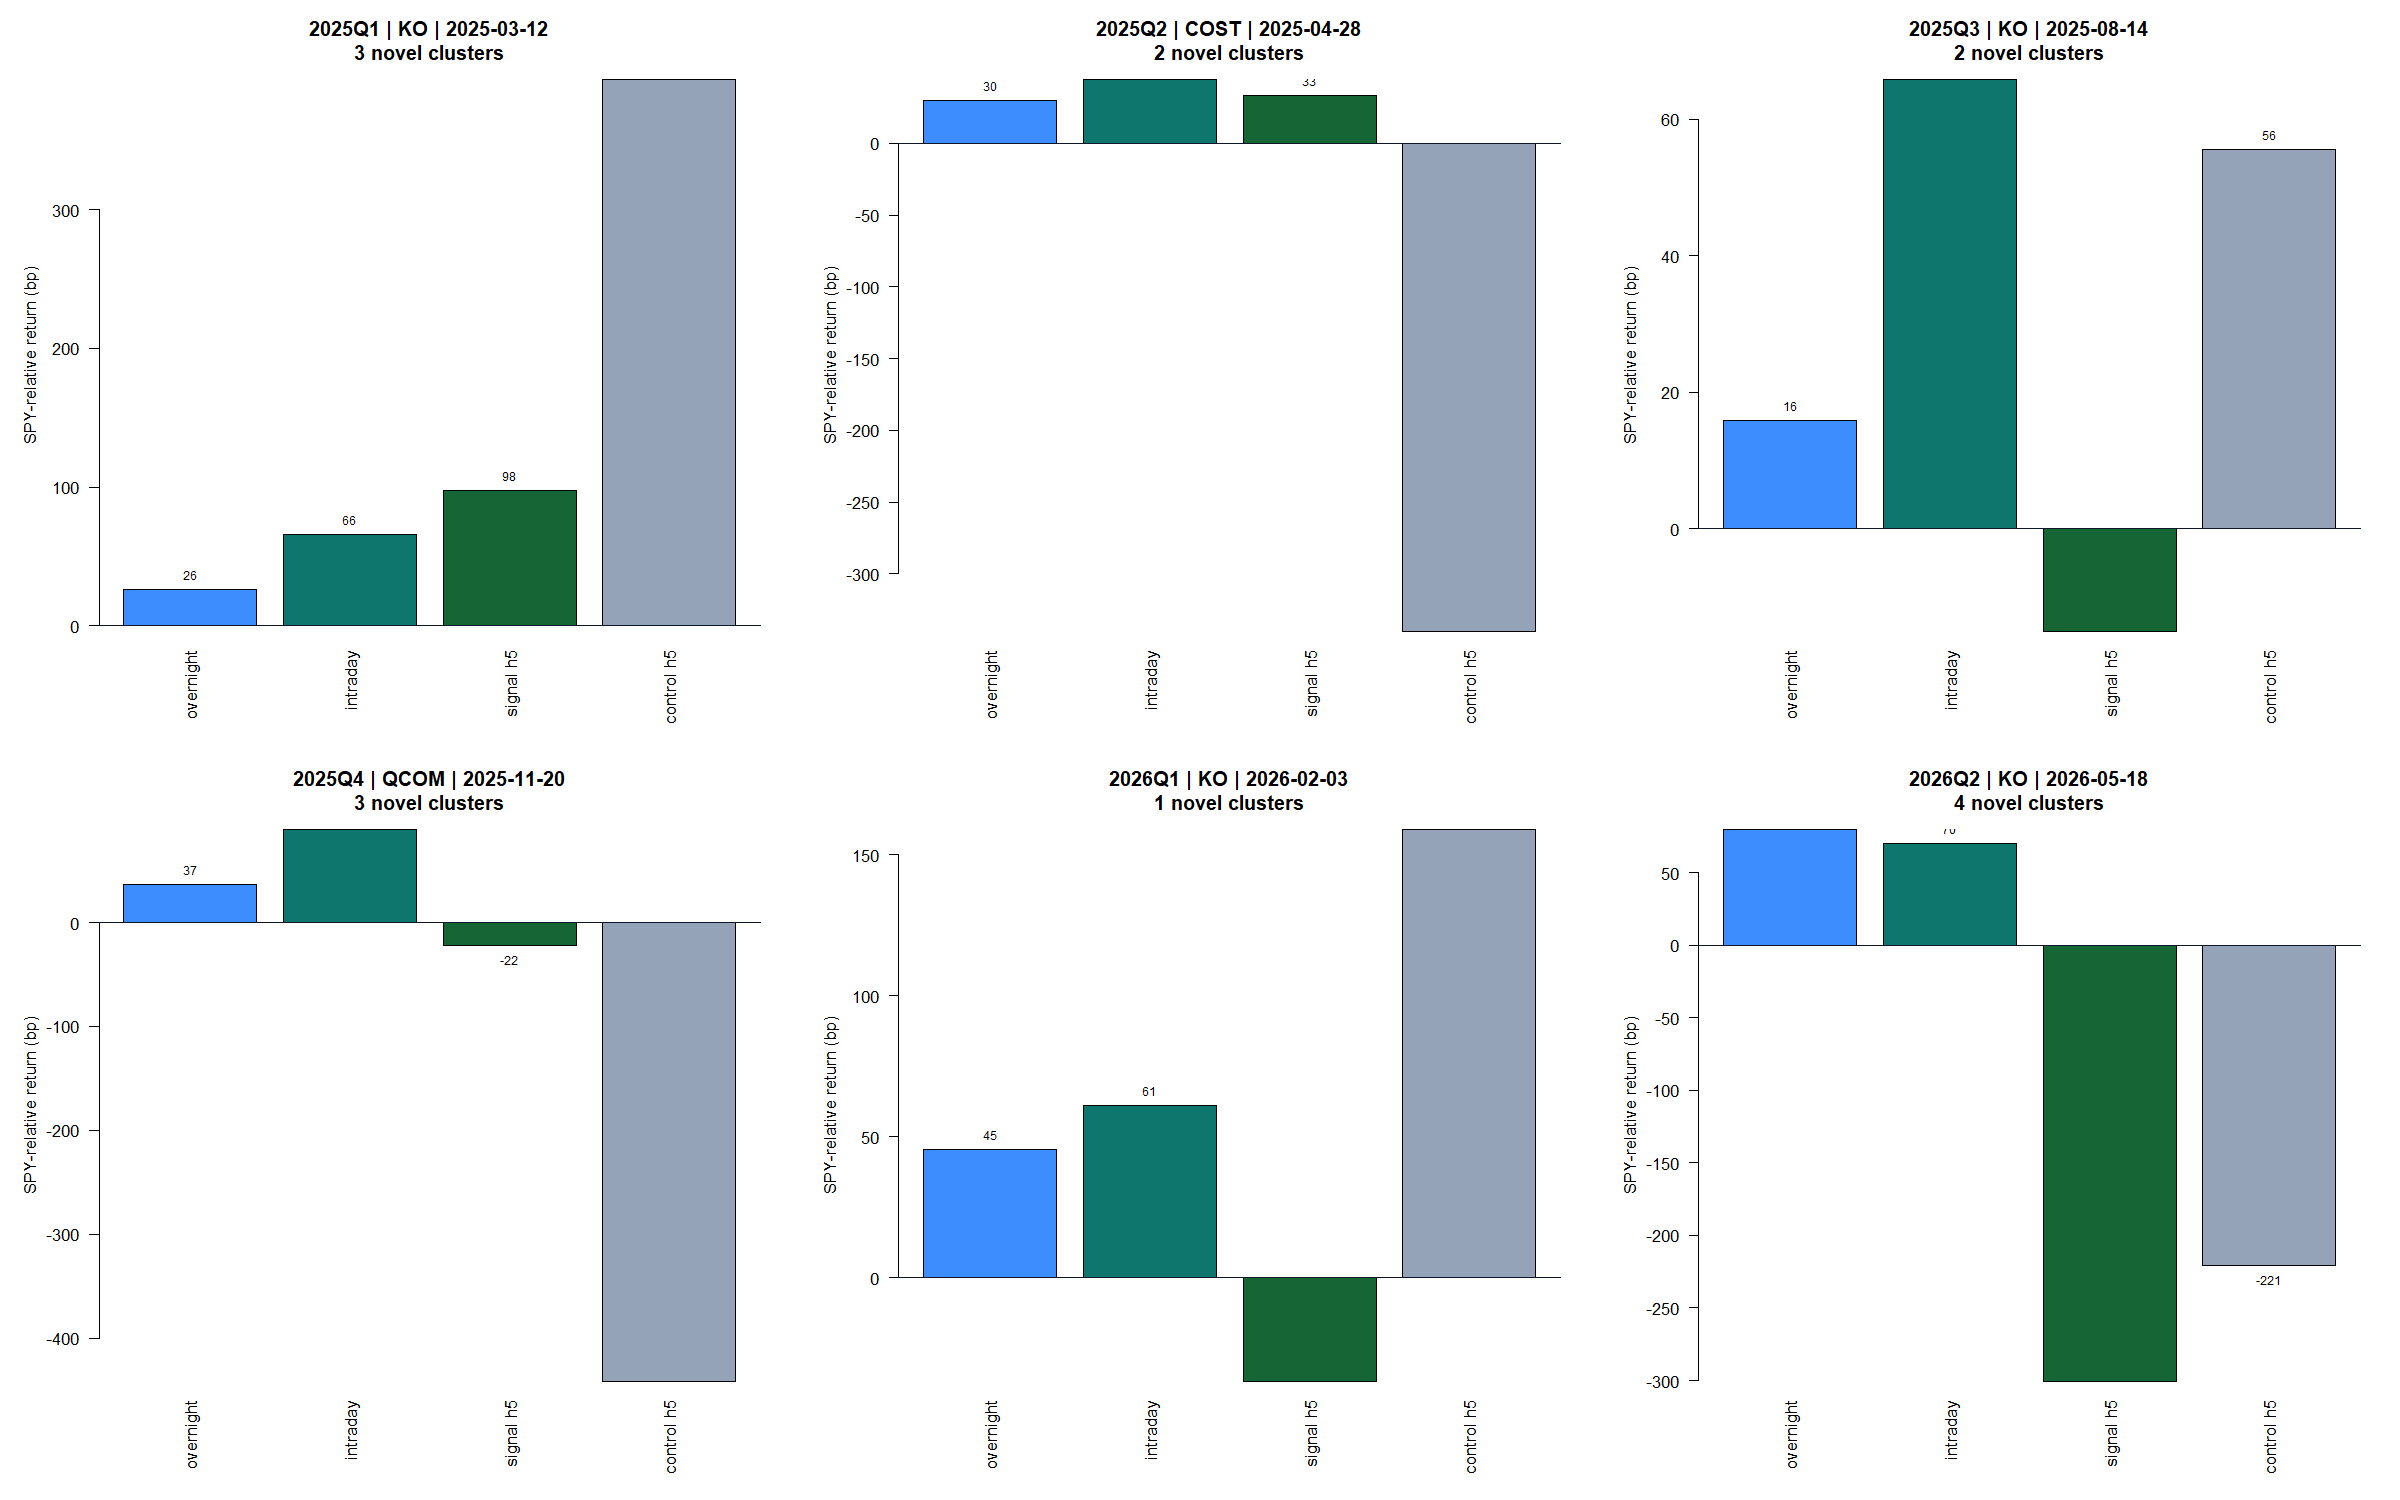 2025Q1 | KO | 2025-03-12
3 novel clusters
SPY-relative return (bp)
300
200
100
0
26
66
98
overnight
intraday
signal h5
control h5
2025Q2 | COST | 2025-04-28
2 novel clusters
SPY-relative return (bp)
0
-50
-100
-150
-200
-250
-300
30
33
overnight
intraday
signal h5
control h5
2025Q3 | KO | 2025-08-14
2 novel clusters
SPY-relative return (bp)
60
40
20
0
16
56
overnight
intraday
signal h5
control h5
2025Q4 | QCOM | 2025-11-20
3 novel clusters
SPY-relative return (bp)
0
-100
-200
-300
-400
37
-22
overnight
intraday
signal h5
control h5
2026Q1 | KO | 2026-02-03
1 novel clusters
SPY-relative return (bp)
150
100
50
0
45
61
overnight
intraday
signal h5
control h5
2026Q2 | KO | 2026-05-18
4 novel clusters
SPY-relative return (bp)
50
0
-50
-100
-150
-200
-250
-300
-221
overnight
intraday
signal h5
control h5